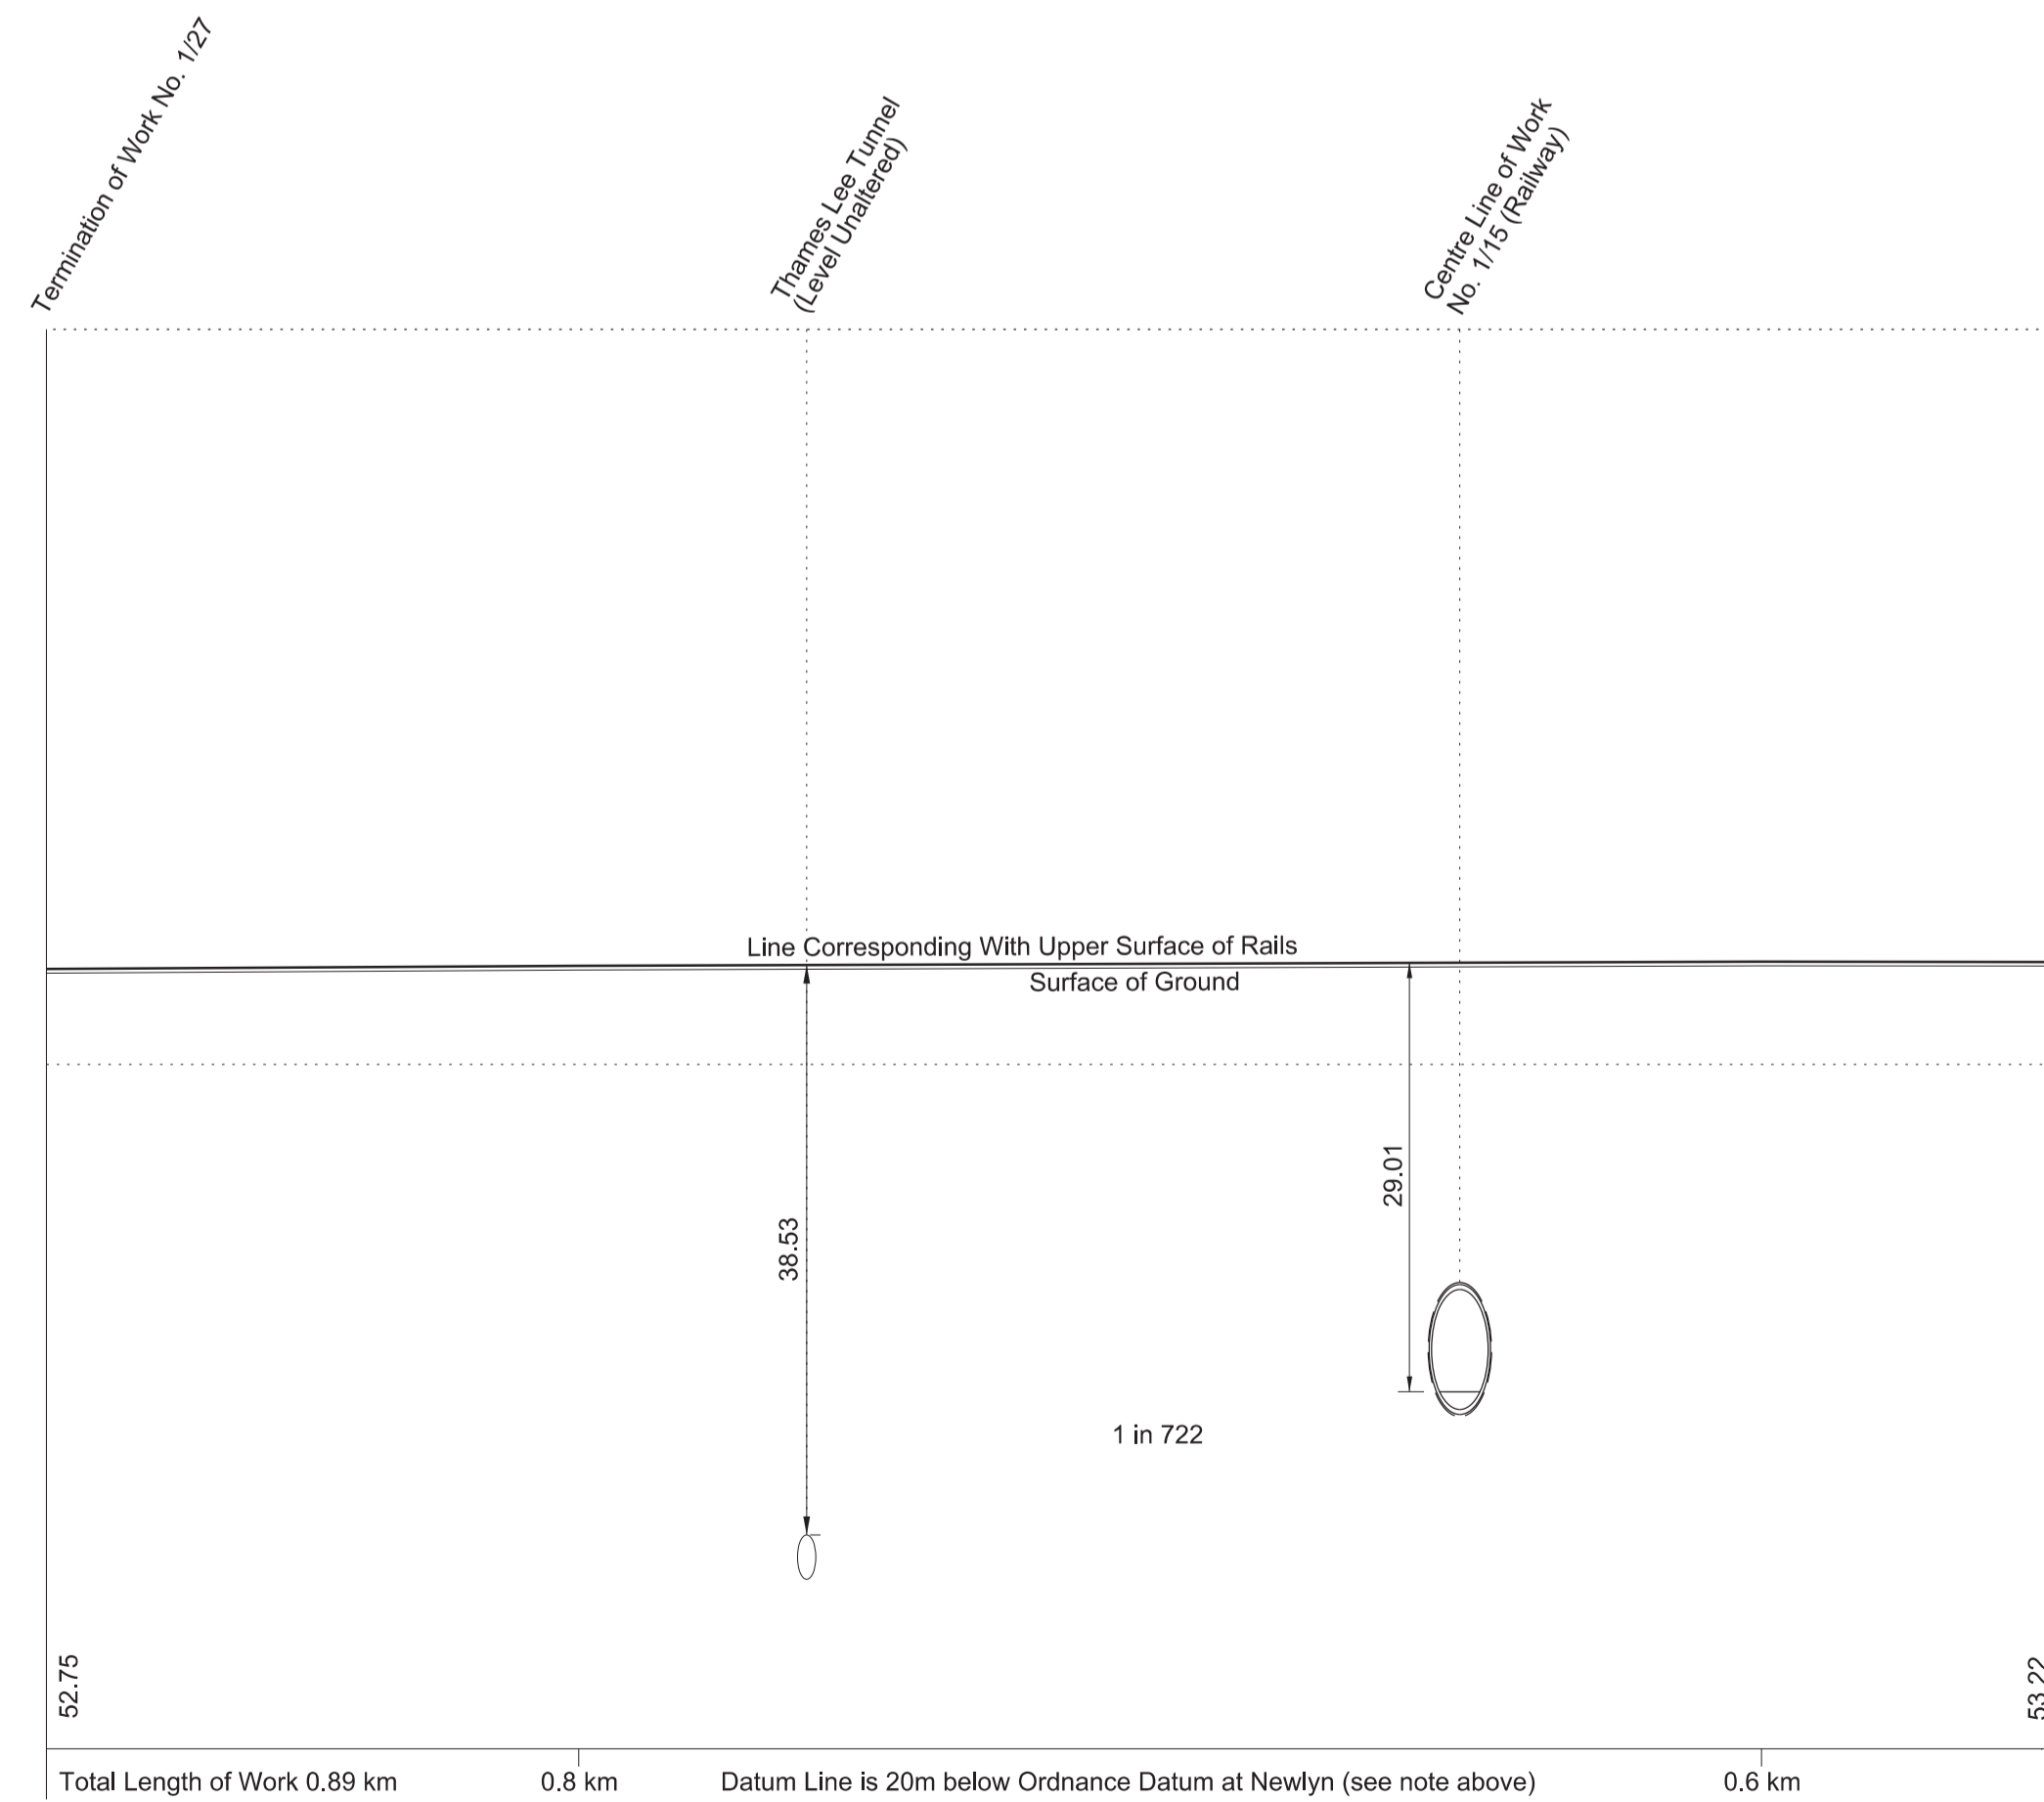 Termination of Work No. 1/27
Thames Lee Tunnel
(Level Unaltered)
Centre Line of Work
No. 1/15 (Railway)
Line Corresponding With Upper Surface of Rails
Surface of Ground
29.01
38.53
1 in 722
52.75
53.22
Total Length of Work 0.89 km
0.8 km
Datum Line is 20m below Ordnance Datum at Newlyn (see note above)
0.6 km